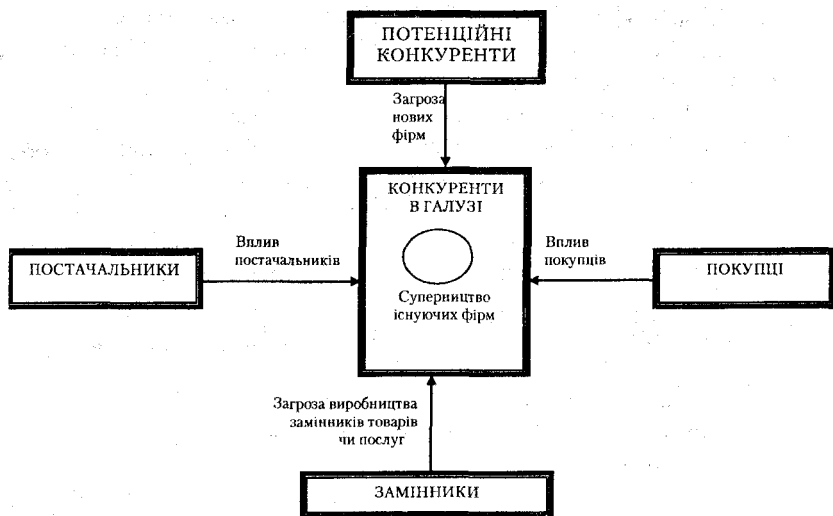 ПОТЕНЦІЙНІ
КОНКУРЕНТИ
Загроза
нових
фірм
КОНКУРЕНТИ
В ГАЛУЗІ
Вплив
постачальників
Вплив
покупців
ПОСТАЧАЛЬНИКИ
ПОКУПЦІ
Суперництво
існуючих фірм
Загроза виробництва
замінників товарів
чи послуг
ЗАМІННИКИ